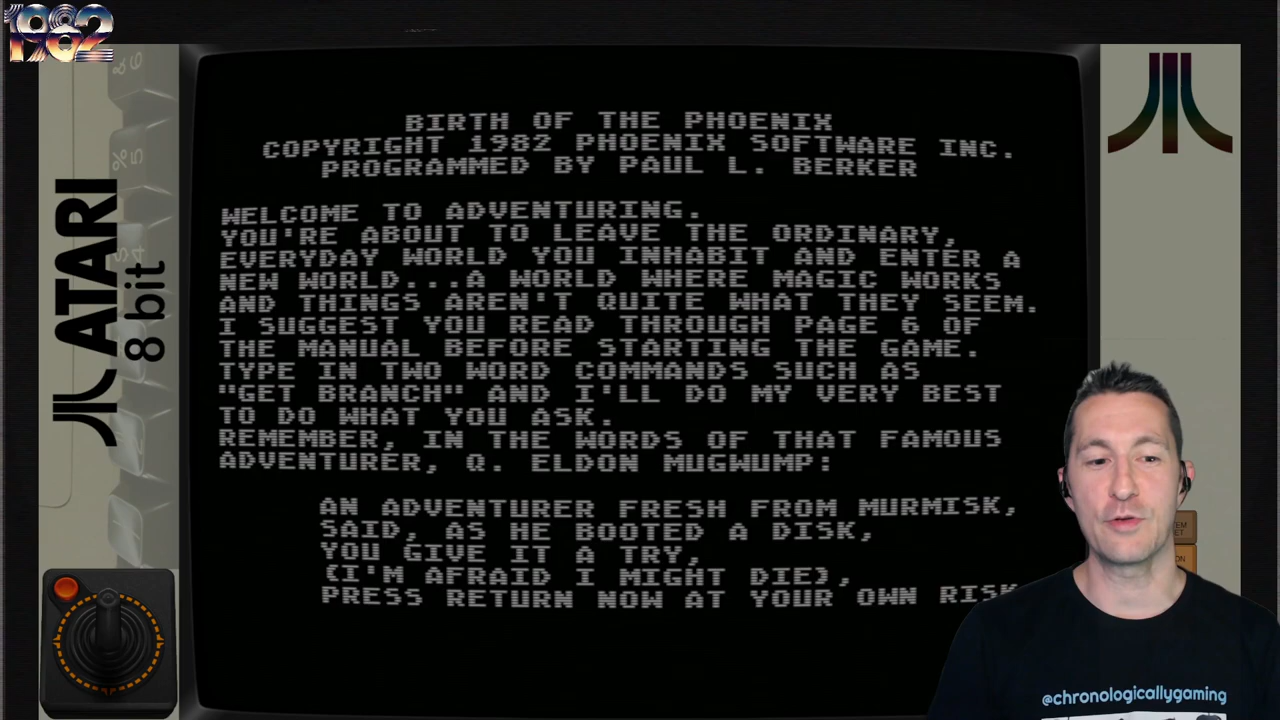 1982
BIRTH OF THE PHOENIX
COPYRIGHT 1982 PHOENIX SOFTWARE INC.
PROGRAMMED BY PAUL L. BERKER
WELCOME TO ADVENTURING.
YOU'RE ABOUT TO LEAVE THE ORDINARY,
EVERYDAY WORLD YOU INHABIT AND ENTER A
NEW WORLD...A WORLD WHERE MAGIC WORKS
AND THINGS AREN'T QUITE WHAT THEY SEEM.
I SUGGEST YOU READ THROUGH PAGE 6 OF
THE MANUAL BEFORE STARTING THE GAME.
TYPE IN TWO WORD COMMANDS SUCH AS
"GET BRANCH" AND I'LL DO MY VERY BEST
TO DO WHAT YOU ASK.
REMEMBER, IN THE WORDS OF THAT FAMOUS
ADVENTURER, Q. ELDON MUGWUMP:
AN ADVENTURER FRESH FROM MURMISK,
SAID, AS HE BOOTED A DISK,
YOU GIVE IT A TRY,
(I'M AFRAID I MIGHT DIE),
PRESS RETURN NOW AT YOUR OWN RISK
ATARI
8 bit
@chronologicallygaming